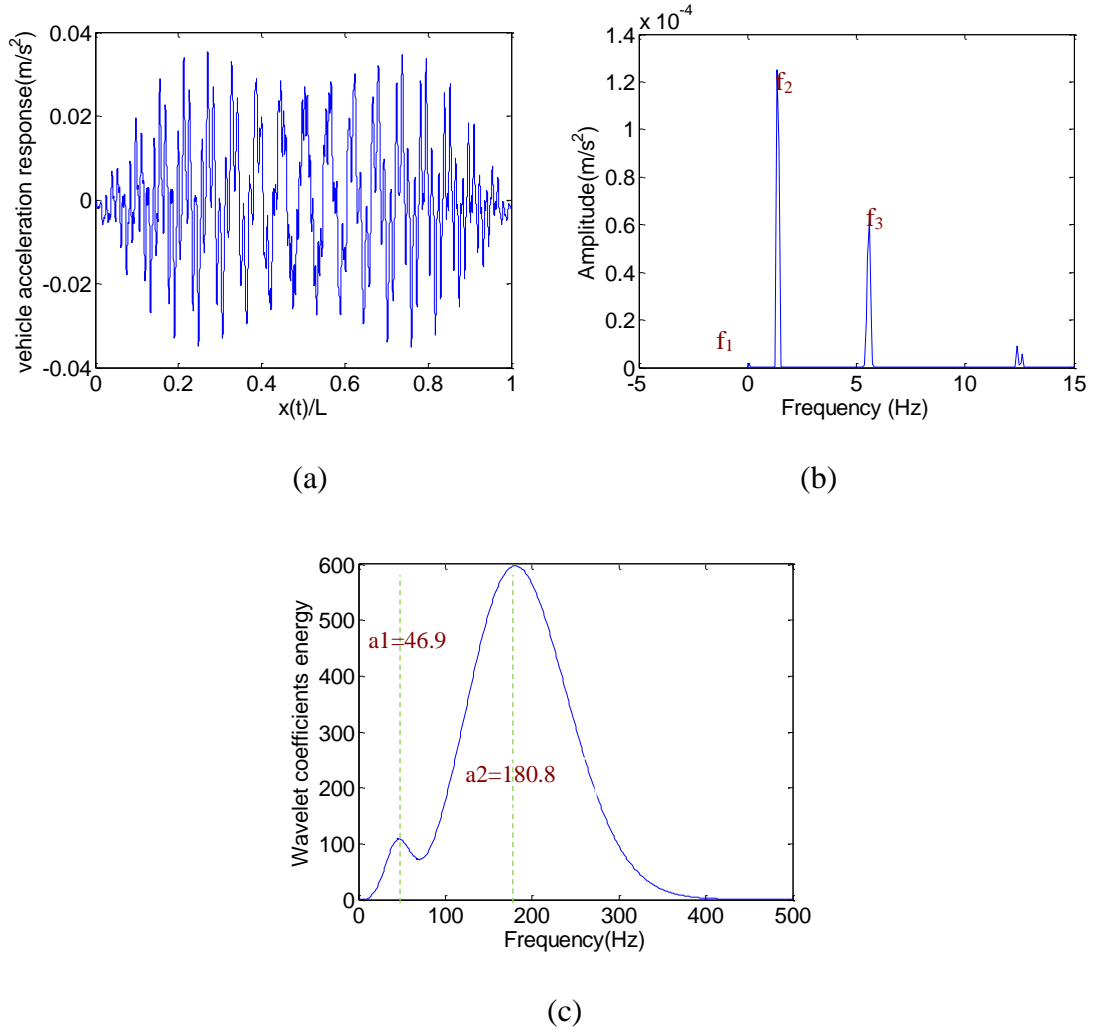 vehicle acceleration response(m/s²)
0.04
0.02
0
-0.02
-0.04
0 0.2 0.4 0.6 0.8 1
x(t)/L
(a)
x 10⁻⁴
Amplitude(m/s²)
1.4
1.2
1
0.8
0.6
0.4
0.2
0
f₁
f₂
f₃
-5 0 5 10 15
Frequency (Hz)
(b)
Wavelet coefficients energy
600
500
400
300
200
100
0
a1=46.9
a2=180.8
0 100 200 300 400 500
Frequency(Hz)
(c)